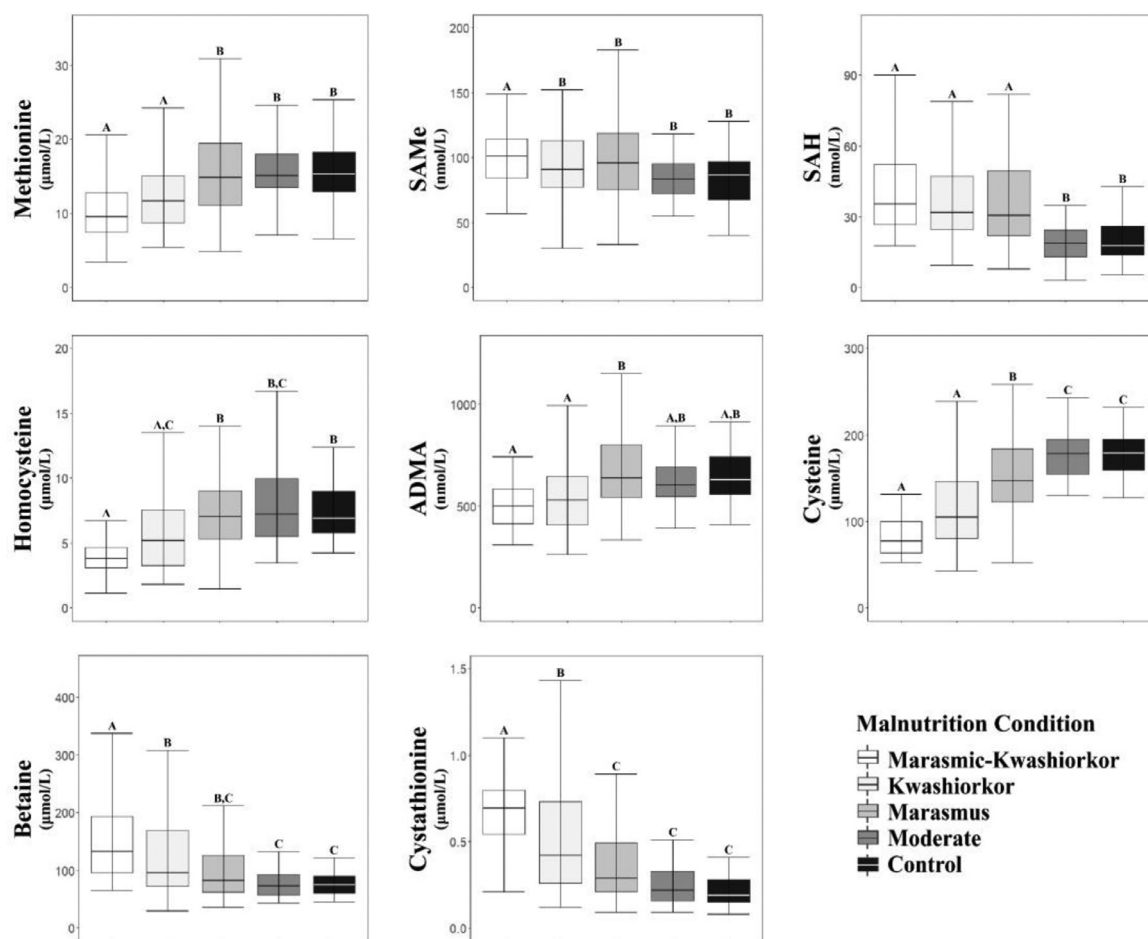 Methionine
(µmol/L)
30
20
10
0
A
A
B
B
B
SAMe
(nmol/L)
200
150
100
50
0
A
B
B
B
B
SAH
(nmol/L)
90
60
30
0
A
A
A
B
B
Homocysteine
(µmol/L)
20
15
10
5
0
A
A,C
B
B,C
B
ADMA
(nmol/L)
1000
500
0
A
A
B
A,B
A,B
Cysteine
(µmol/L)
300
200
100
0
A
A
B
C
C
Betaine
(µmol/L)
400
300
200
100
0
A
B
B,C
C
C
Cystathionine
(µmol/L)
1.5
1.0
0.5
0.0
A
B
C
C
C
Malnutrition Condition
Marasmic-Kwashiorkor
Kwashiorkor
Marasmus
Moderate
Control